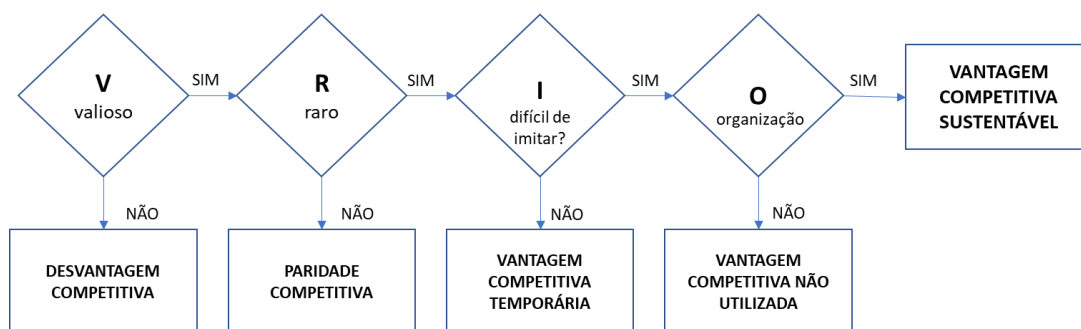 V
valioso
SIM
R
raro
SIM
I
difícil de
imitar?
SIM
O
organização
SIM
VANTAGEM
COMPETITIVA
SUSTENTÁVEL
NÃO
NÃO
NÃO
NÃO
DESVANTAGEM
COMPETITIVA
PARIDADE
COMPETITIVA
VANTAGEM
COMPETITIVA
TEMPORÁRIA
VANTAGEM
COMPETITIVA NÃO
UTILIZADA